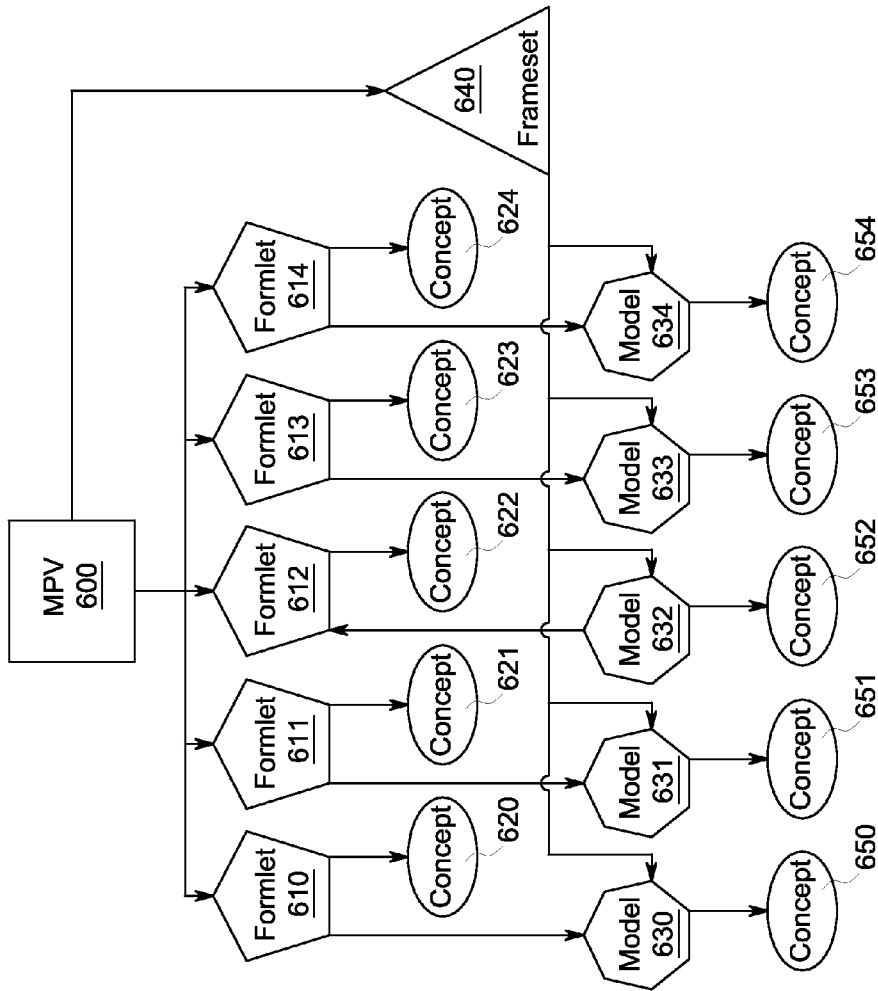 MPV
600
Formlet
610
Formlet
611
Formlet
612
Formlet
613
Formlet
614
640
Frameset
Concept
620
Concept
621
Concept
622
Concept
623
Concept
624
Model
630
Model
631
Model
632
Model
633
Model
634
Concept
650
Concept
651
Concept
652
Concept
653
Concept
654